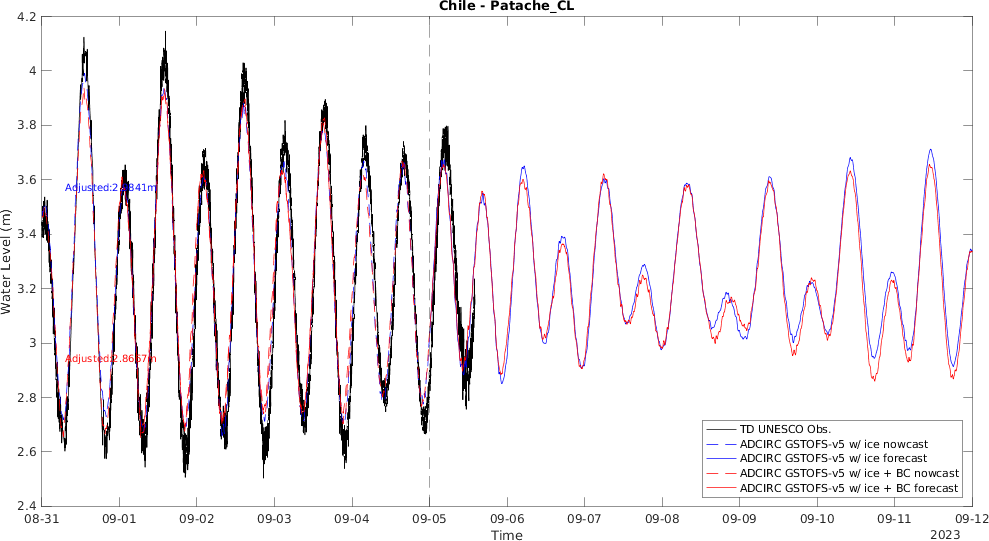 Chile - Patache_CL
4.2
4
3.8
3.6
3.4
3.2
3
2.8
2.6
2.4
Water Level (m)
Adjusted:2.8667m
TD UNESCO Obs.
ADCIRC GSTOFS-v5 w/ ice nowcast
ADCIRC GSTOFS-v5 w/ ice forecast
ADCIRC GSTOFS-v5 w/ ice + BC nowcast
ADCIRC GSTOFS-v5 w/ ice + BC forecast
08-31 09-01 09-02 09-03 09-04 09-05 09-06 09-07 09-08 09-09 09-10 09-11 09-12
Time
2023